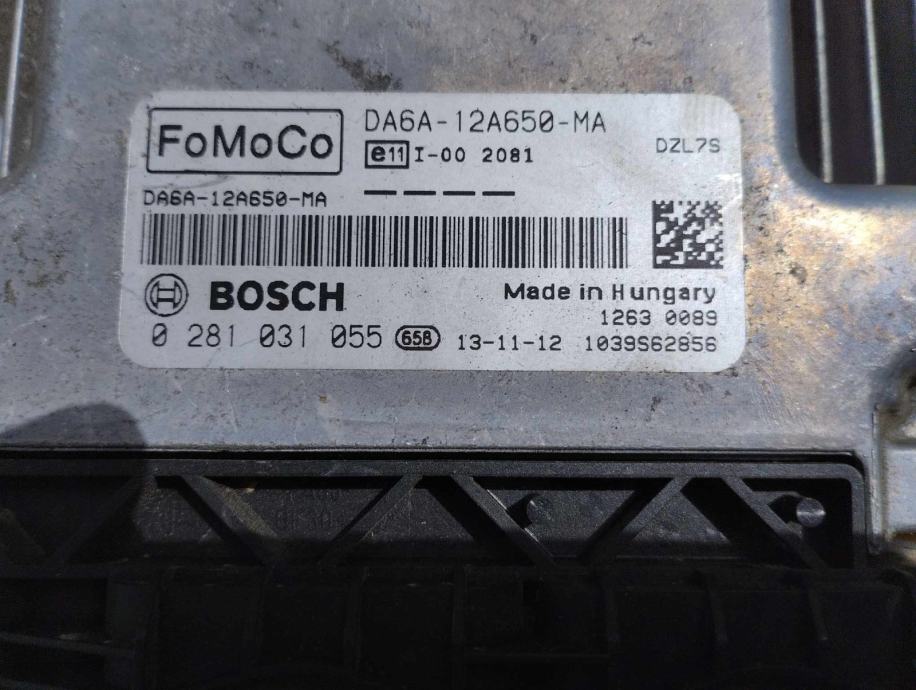 FoMoCo
DA6A-12A650-MA
e11 I-00 2081
DZL7S
DA6A-12A650-MA
BOSCH
Made in Hungary
1263 0089
0 281 031 055 65B 13-11-12 1039S62856